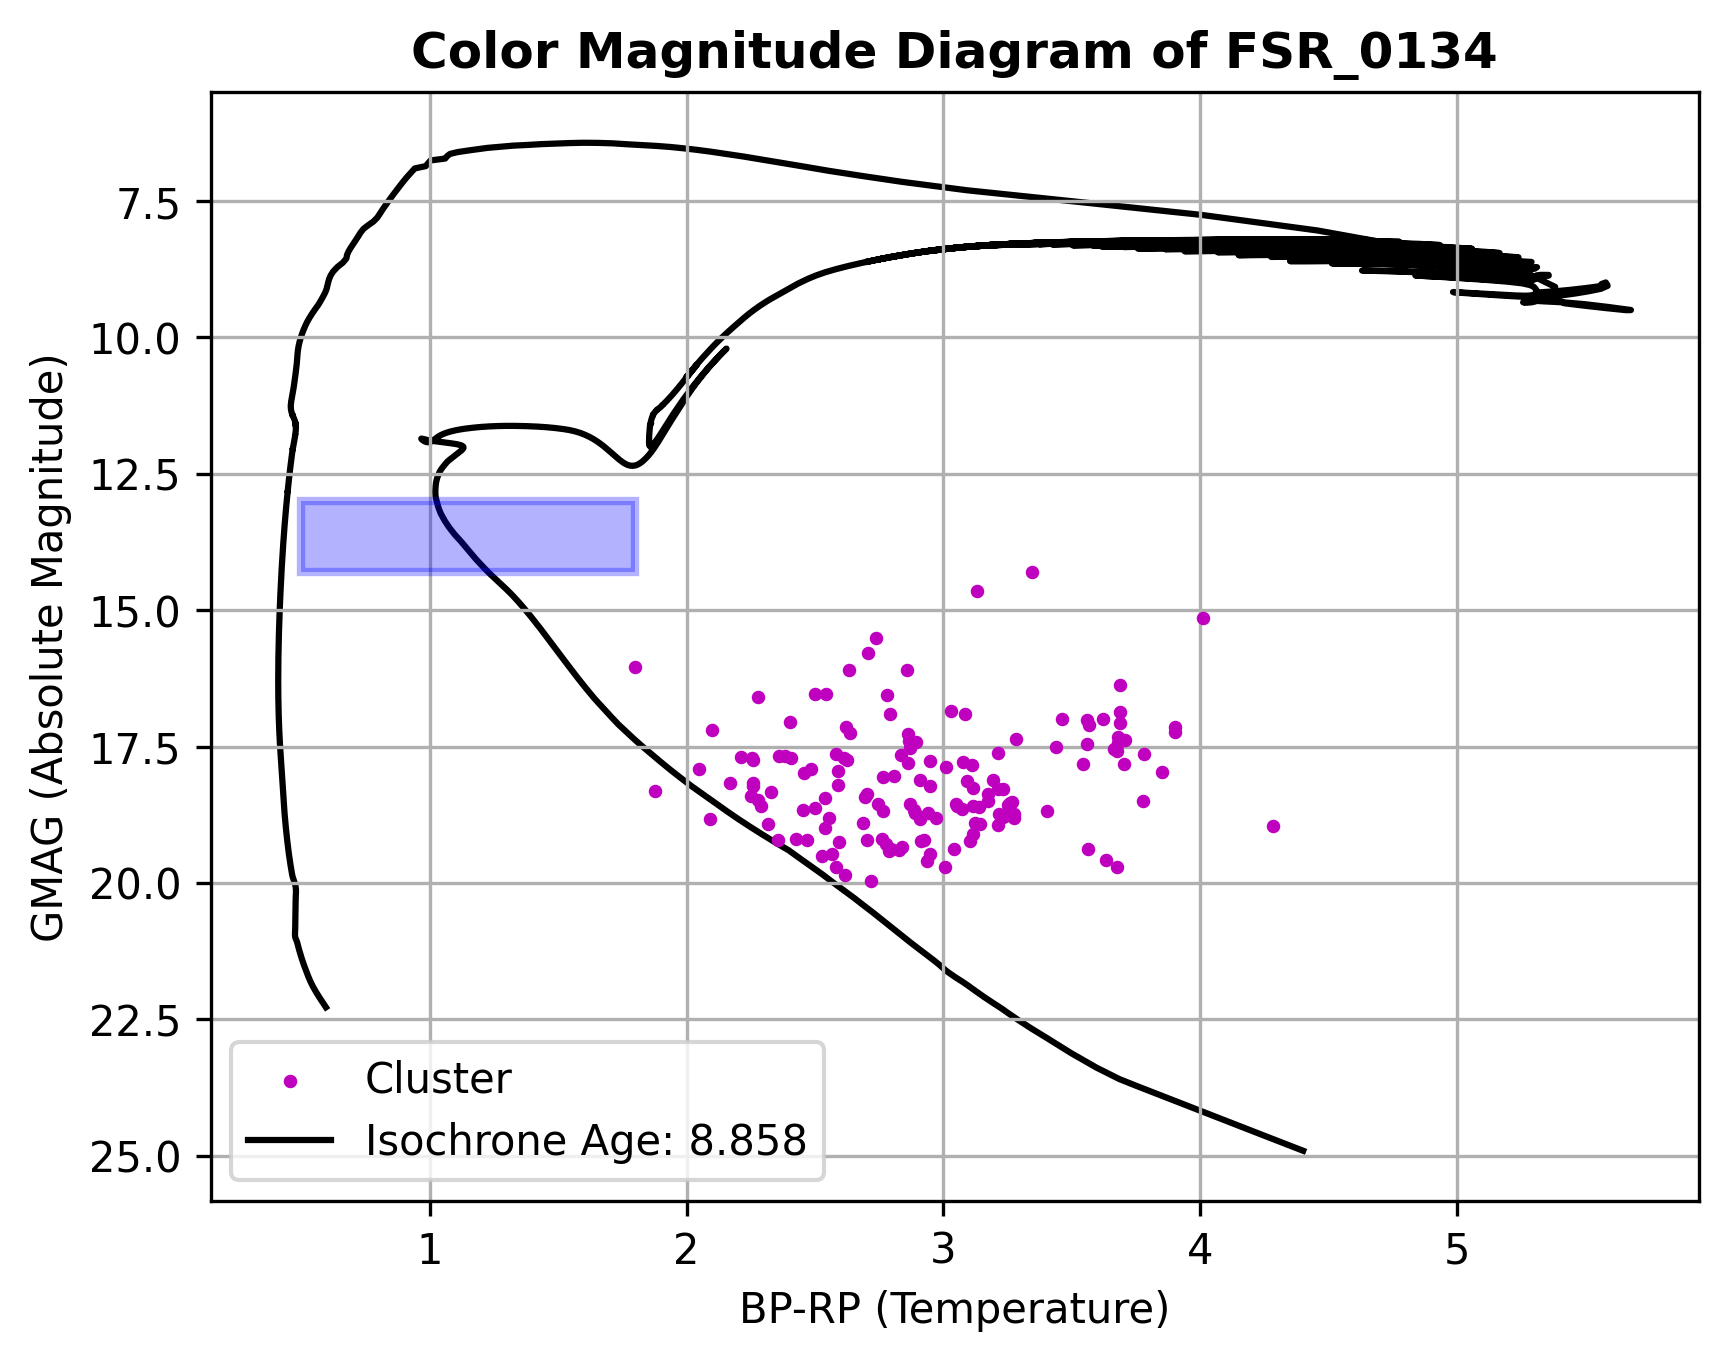 Color Magnitude Diagram of FSR_0134
GMAG (Absolute Magnitude)
7.5
10.0
12.5
15.0
17.5
20.0
22.5
25.0
Cluster
Isochrone Age: 8.858
1 2 3 4 5
BP-RP (Temperature)